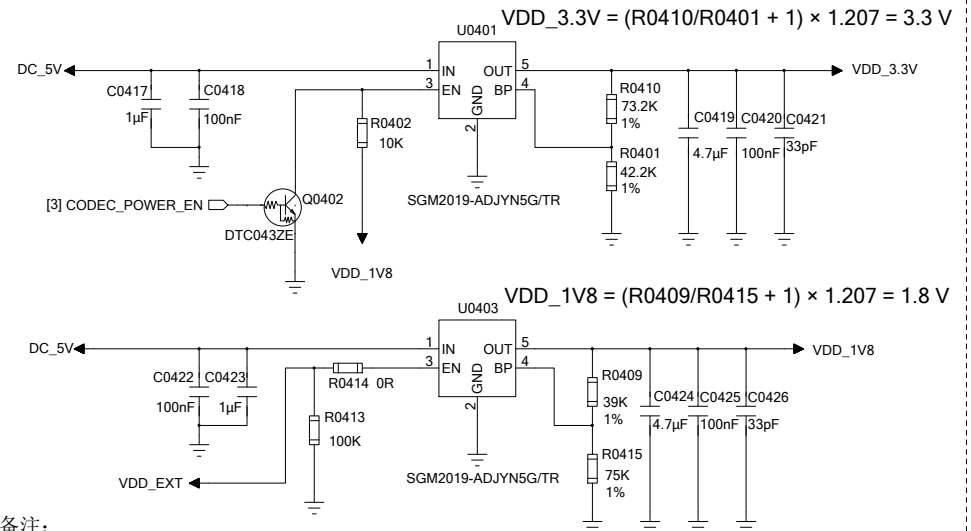 VDD_3.3V = (R0410/R0401 + 1) × 1.207 = 3.3 V
U0401
DC_5V
1
IN
OUT
5
VDD_3.3V
3
EN
BP
4
GND
2
C0417
1µF
C0418
100nF
R0402
10K
R0410
73.2K
1%
R0401
42.2K
1%
C0419
4.7µF
C0420
100nF
C0421
33pF
SGM2019-ADJYN5G/TR
[3] CODEC_POWER_EN
Q0402
DTC043ZE
VDD_1V8
VDD_1V8 = (R0409/R0415 + 1) × 1.207 = 1.8 V
U0403
DC_5V
1
IN
OUT
5
VDD_1V8
3
EN
BP
4
GND
2
C0422
100nF
C0423
1µF
R0414 0R
R0413
100K
R0409
39K
1%
R0415
75K
1%
C0424
4.7µF
C0425
100nF
C0426
33pF
SGM2019-ADJYN5G/TR
VDD_EXT
备注：